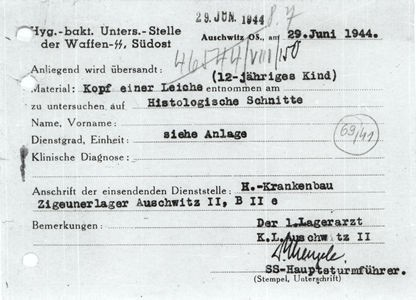 29. JUN. 1944
Hyg.-bakt. Unters.-Stelle
der Waffen-SS, Südost
Auschwitz OS., am 29.Juni 1944.
Anliegend wird übersandt:
(12-jähriges Kind)
Material: Kopf einer Leiche entnommen am
zu untersuchen auf Histologische Schnitte
Name, Vorname:
Dienstgrad, Einheit: siehe Anlage
69/41
Klinische Diagnose:
Anschrift der einsendenden Dienststelle: H.-Krankenbau
Zigeunerlager Auschwitz II, B II e
Bemerkungen: Der 1.Lagerarzt
K.L.Auschwitz II
SS-Hauptsturmführer.
(Stempel, Unterschrift)